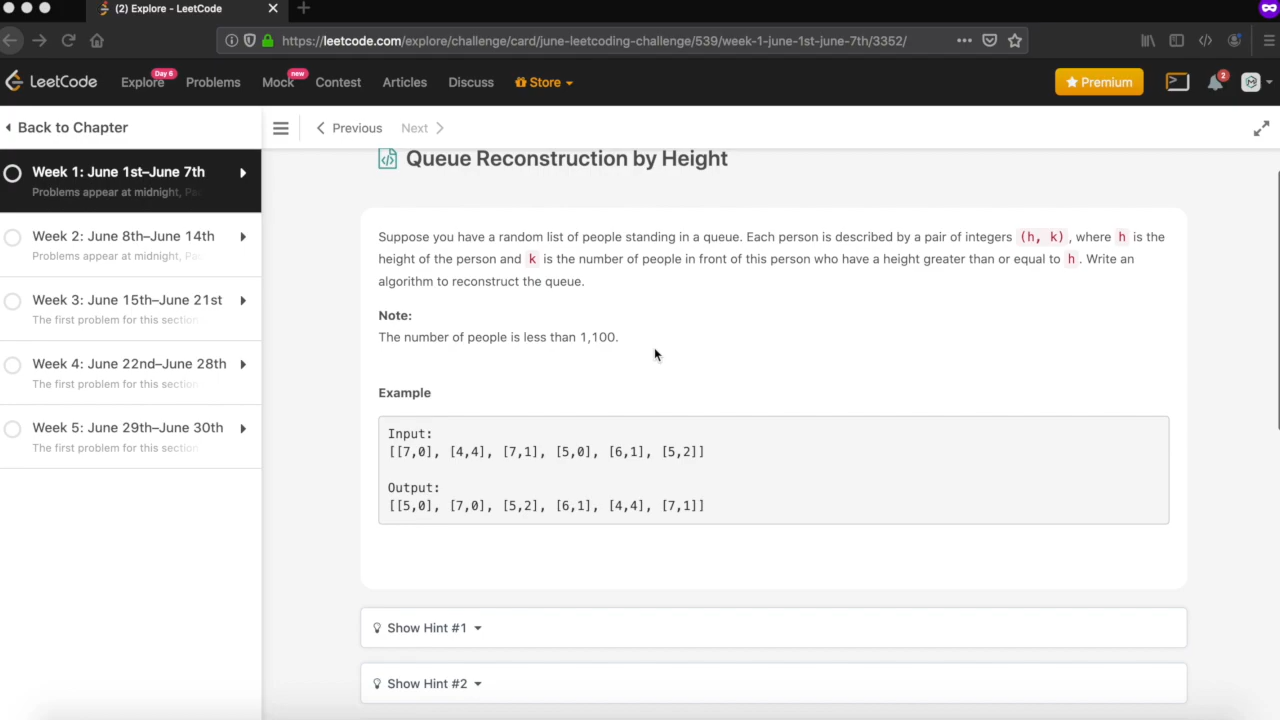 (2) Explore - LeetCode
https://leetcode.com/explore/challenge/card/june-leetcoding-challenge/539/week-1-june-1st-june-7th/3352/
LeetCode Explore Day 6 Problems Mock new Contest Articles Discuss Store Premium 2
Back to Chapter
Previous Next
Week 1: June 1st–June 7th
Problems appear at midnight, Pa
Week 2: June 8th–June 14th
Problems appear at midnight, Pa
Week 3: June 15th–June 21st
The first problem for this section
Week 4: June 22nd–June 28th
The first problem for this section
Week 5: June 29th–June 30th
The first problem for this section
Queue Reconstruction by Height
Suppose you have a random list of people standing in a queue. Each person is described by a pair of integers (h, k), where h is the
height of the person and k is the number of people in front of this person who have a height greater than or equal to h. Write an
algorithm to reconstruct the queue.
Note:
The number of people is less than 1,100.
Example
Input:
[[7,0], [4,4], [7,1], [5,0], [6,1], [5,2]]
Output:
[[5,0], [7,0], [5,2], [6,1], [4,4], [7,1]]
Show Hint #1
Show Hint #2